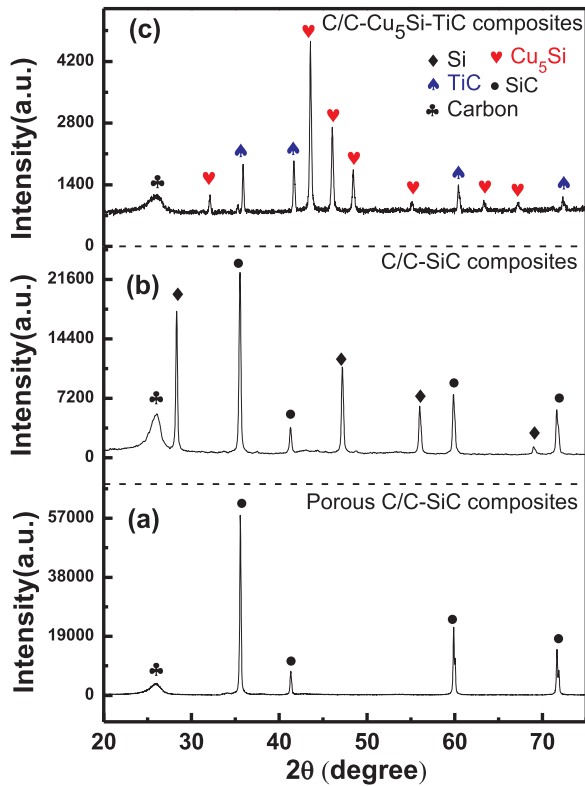 (c) C/C-Cu5Si-TiC composites
♦ Si ♥ Cu5Si
♠ TiC ● SiC
♣ Carbon
4200
2800
1400
0
Intensity(a.u.)
C/C-SiC composites
(b)
21600
14400
7200
0
Intensity(a.u.)
Porous C/C-SiC composites
(a)
57000
38000
19000
0
Intensity(a.u.)
20 30 40 50 60 70
2θ (degree)